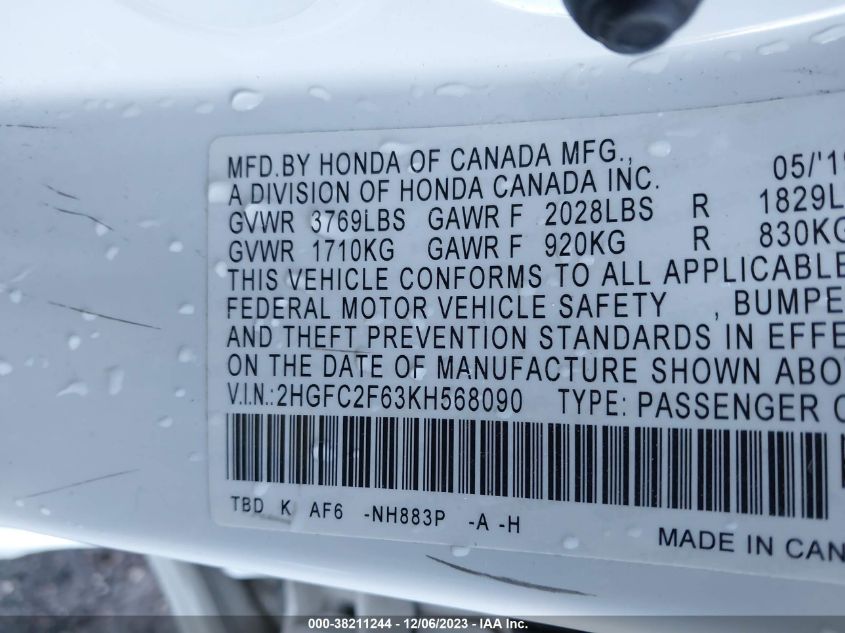 MFD.BY HONDA OF CANADA MFG., 05/'1
A DIVISION OF HONDA CANADA INC.
GVWR 3769LBS GAWR F 2028LBS R 1829L
GVWR 1710KG GAWR F 920KG R 830KG
THIS VEHICLE CONFORMS TO ALL APPLICABLE
FEDERAL MOTOR VEHICLE SAFETY , BUMPE
AND THEFT PREVENTION STANDARDS IN EFFE
ON THE DATE OF MANUFACTURE SHOWN ABO
V.I.N.:2HGFC2F63KH568090 TYPE: PASSENGER C
TBD K AF6 -NH883P -A -H
MADE IN CAN
000-38211244 - 12/06/2023 - IAA Inc.